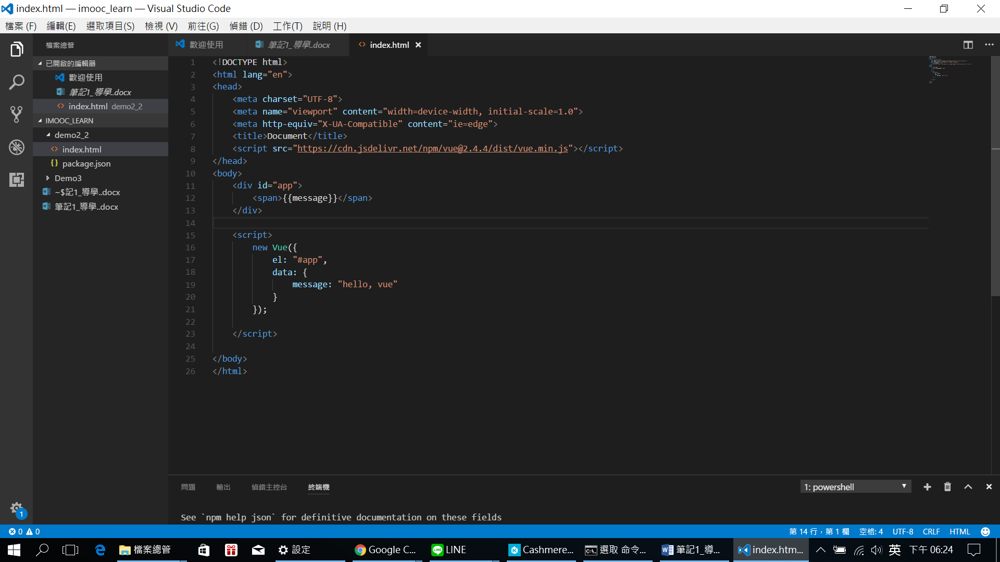 index.html — imooc_learn — Visual Studio Code
檔案 (F) 編輯(E) 選取項目(S) 檢視 (V) 前往(G) 偵錯 (D) 工作(T) 說明 (H)
檔案總管
已開啟的編輯器
歡迎使用
筆記1_導學..docx
index.html demo2_2
IMOOC_LEARN
demo2_2
index.html
package.json
Demo3
~$記1_導學..docx
筆記1_導學..docx
1
歡迎使用 筆記1_導學..docx index.html
1 <!DOCTYPE html>
2 <html lang="en">
3 <head>
4 <meta charset="UTF-8">
5 <meta name="viewport" content="width=device-width, initial-scale=1.0">
6 <meta http-equiv="X-UA-Compatible" content="ie=edge">
7 <title>Document</title>
8 <script src="https://cdn.jsdelivr.net/npm/vue@2.4.4/dist/vue.min.js"></script>
9 </head>
10 <body>
11 <div id="app">
12 <span>{{message}}</span>
13 </div>
14
15 <script>
16 new Vue({
17 el: "#app",
18 data: {
19 message: "hello, vue"
20 }
21 });
22
23 </script>
24
25 </body>
26 </html>
問題 輸出 偵錯主控台 終端機 1: powershell
See `npm help json` for definitive documentation on these fields
0 0 第 14 行，第 1 欄 空格: 4 UTF-8 CRLF HTML
檔案總管 設定 Google C... LINE Cashmere... 選取 命令... 筆記1_導... index.htm... 英 下午 06:24